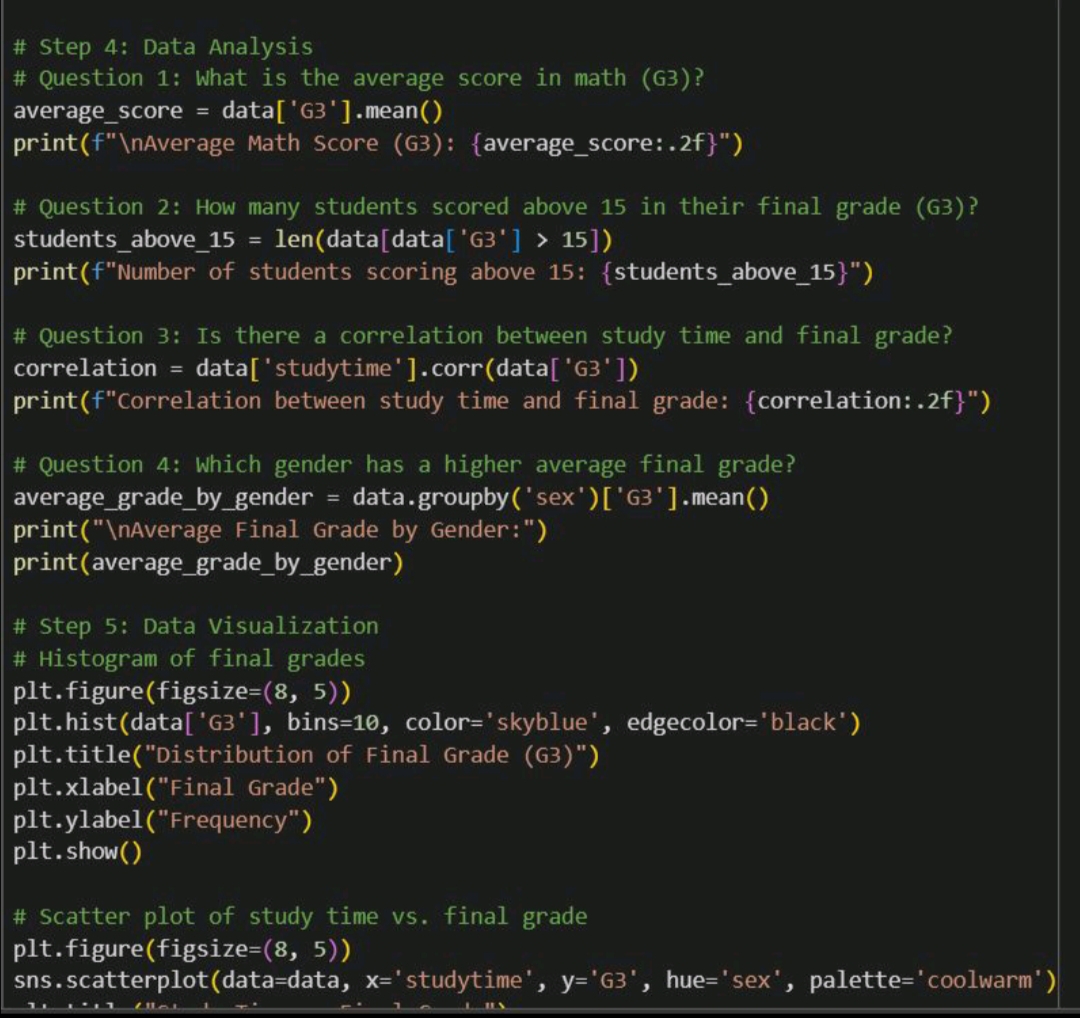 # Step 4: Data Analysis
# Question 1: What is the average score in math (G3)?
average_score = data['G3'].mean()
print(f"\nAverage Math Score (G3): {average_score:.2f}")
# Question 2: How many students scored above 15 in their final grade (G3)?
students_above_15 = len(data[data['G3'] > 15])
print(f"Number of students scoring above 15: {students_above_15}")
# Question 3: Is there a correlation between study time and final grade?
correlation = data['studytime'].corr(data['G3'])
print(f"Correlation between study time and final grade: {correlation:.2f}")
# Question 4: Which gender has a higher average final grade?
average_grade_by_gender = data.groupby('sex')['G3'].mean()
print("\nAverage Final Grade by Gender:")
print(average_grade_by_gender)
# Step 5: Data Visualization
# Histogram of final grades
plt.figure(figsize=(8, 5))
plt.hist(data['G3'], bins=10, color='skyblue', edgecolor='black')
plt.title("Distribution of Final Grade (G3)")
plt.xlabel("Final Grade")
plt.ylabel("Frequency")
plt.show()
# Scatter plot of study time vs. final grade
plt.figure(figsize=(8, 5))
sns.scatterplot(data=data, x='studytime', y='G3', hue='sex', palette='coolwarm')